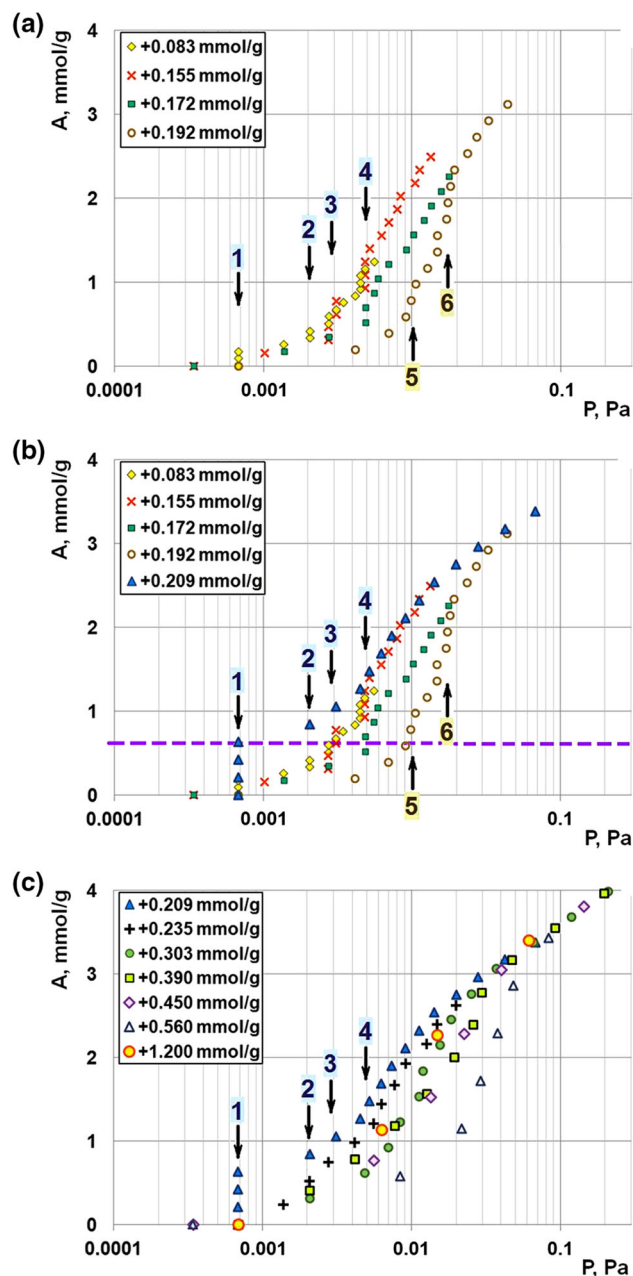 (a)
A, mmol/g
4
3
2
1
0
+0.083 mmol/g
+0.155 mmol/g
+0.172 mmol/g
+0.192 mmol/g
1
2
3
4
5
6
0.0001
0.001
0.01
0.1
P, Pa
(b)
A, mmol/g
4
3
2
1
0
+0.083 mmol/g
+0.155 mmol/g
+0.172 mmol/g
+0.192 mmol/g
+0.209 mmol/g
1
2
3
4
5
6
0.0001
0.001
0.01
0.1
P, Pa
(c)
A, mmol/g
4
3
2
1
0
+0.209 mmol/g
+0.235 mmol/g
+0.303 mmol/g
+0.390 mmol/g
+0.450 mmol/g
+0.560 mmol/g
+1.200 mmol/g
1
2
3
4
0.0001
0.001
0.01
0.1
P, Pa